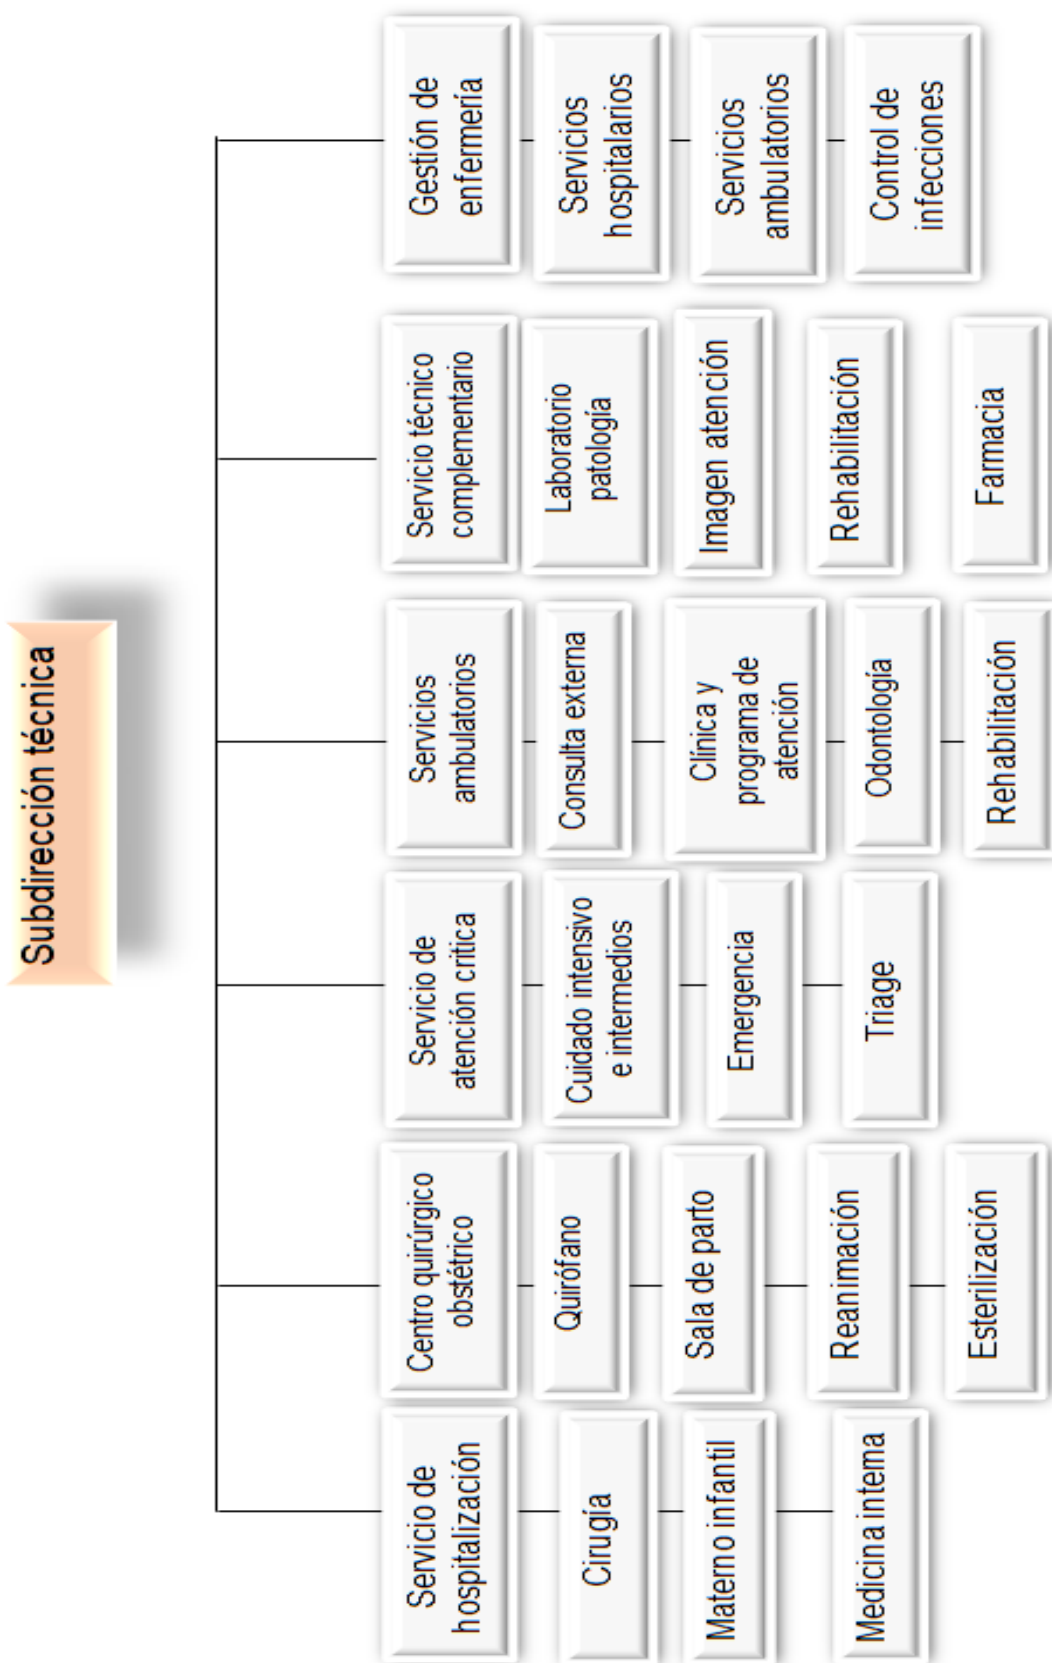 Subdirección técnica
Servicio de
hospitalización
Cirugía
Materno infantil
Medicina interna
Centro quirúrgico
obstétrico
Quirófano
Sala de parto
Reanimación
Esterilización
Servicio de
atención critica
Cuidado intensivo
e intermedios
Emergencia
Triage
Servicios
ambulatorios
Consulta externa
Clínica y
programa de
atención
Odontología
Rehabilitación
Servicio técnico
complementario
Laboratorio
patología
Imagen atención
Rehabilitación
Farmacia
Gestión de
enfermería
Servicios
hospitalarios
Servicios
ambulatorios
Control de
infecciones